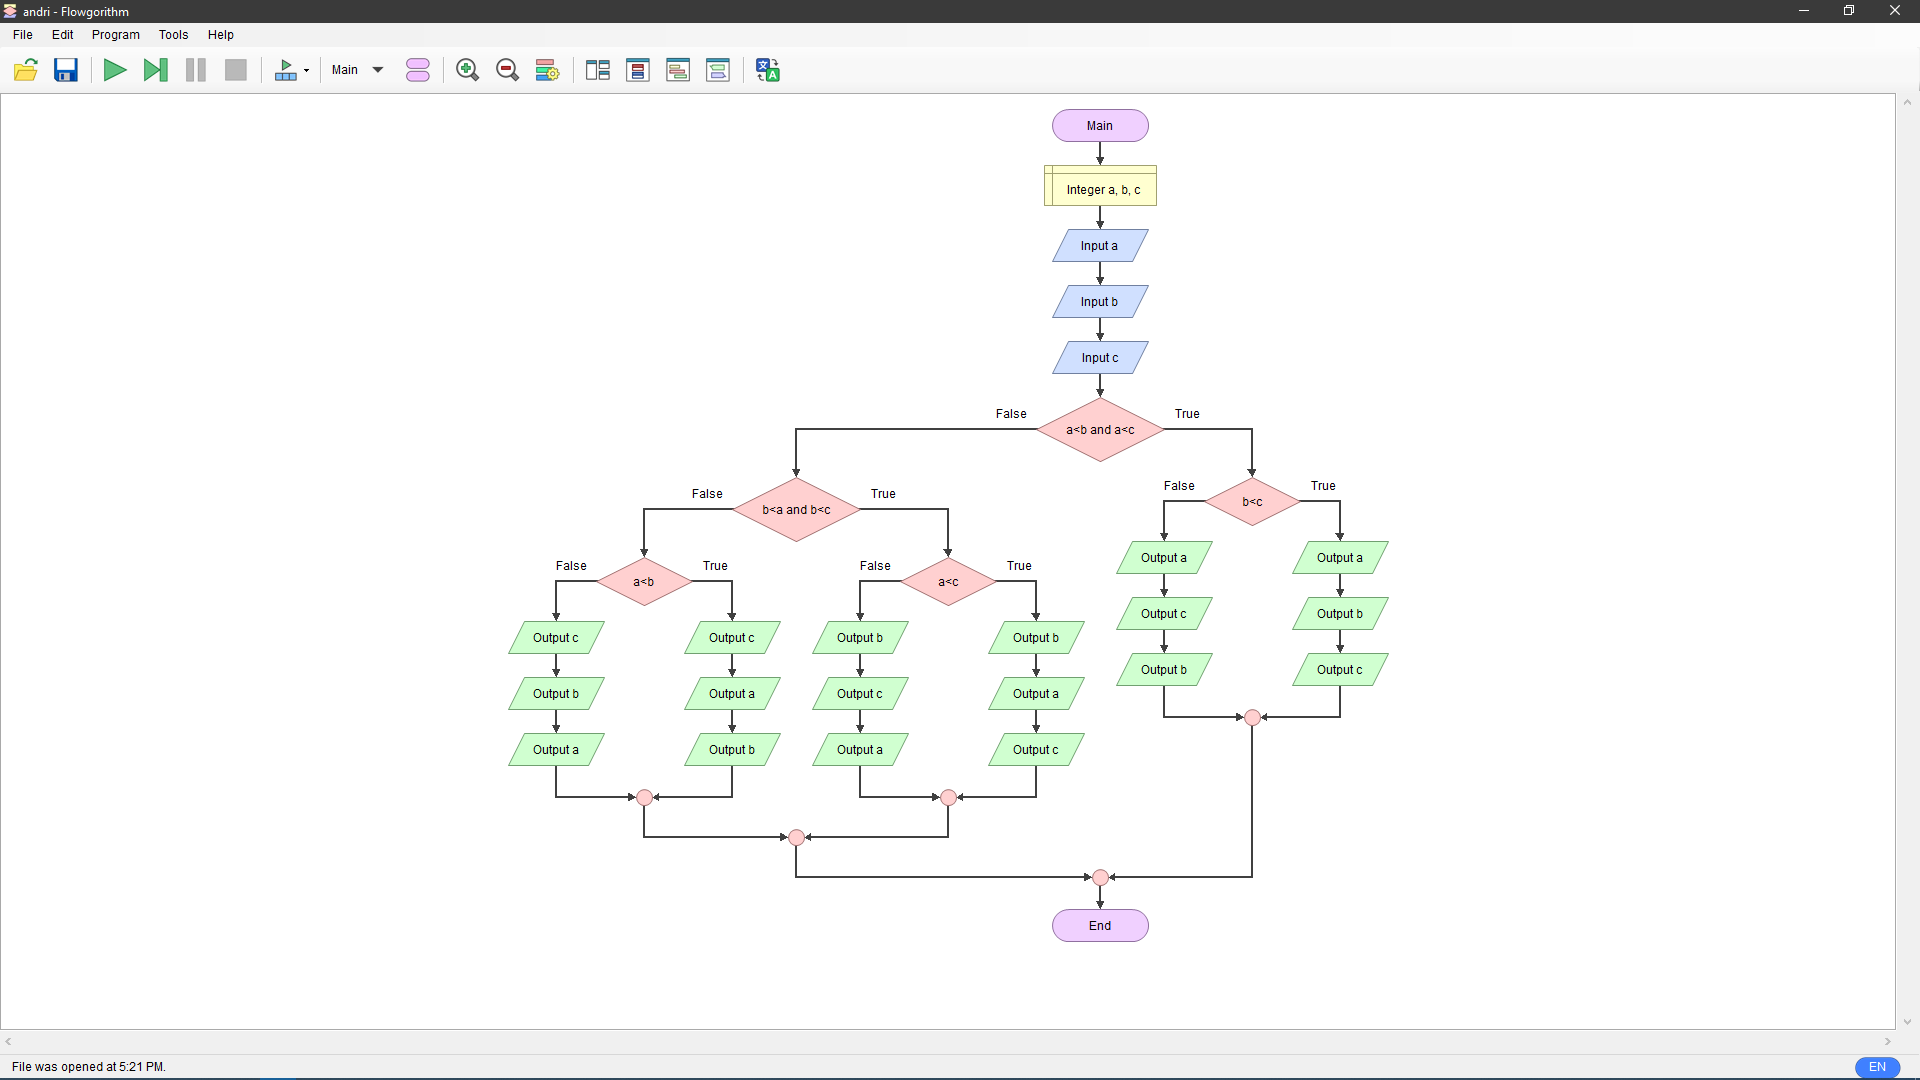 andri - Flowgorithm
File Edit Program Tools Help
Main
Main
Integer a, b, c
Input a
Input b
Input c
False True
a<b and a<c
False True
b<a and b<c
False True
b<c
False True
a<b
False True
a<c
Output a Output a
Output c Output b
Output b Output c
Output c Output c Output b Output b
Output b Output a Output c Output a
Output a Output b Output a Output c
End
File was opened at 5:21 PM.
EN